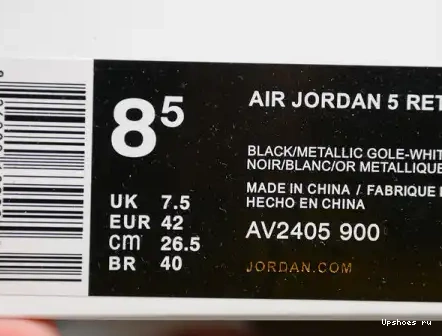 8 5
AIR JORDAN 5 RET
BLACK/METALLIC GOLE-WHIT
NOIR/BLANC/OR METALLIQUE
MADE IN CHINA / FABRIQUE
HECHO EN CHINA
UK 7.5
EUR 42
cm 26.5
BR 40
AV2405 900
JORDAN.COM
Upshoes ru